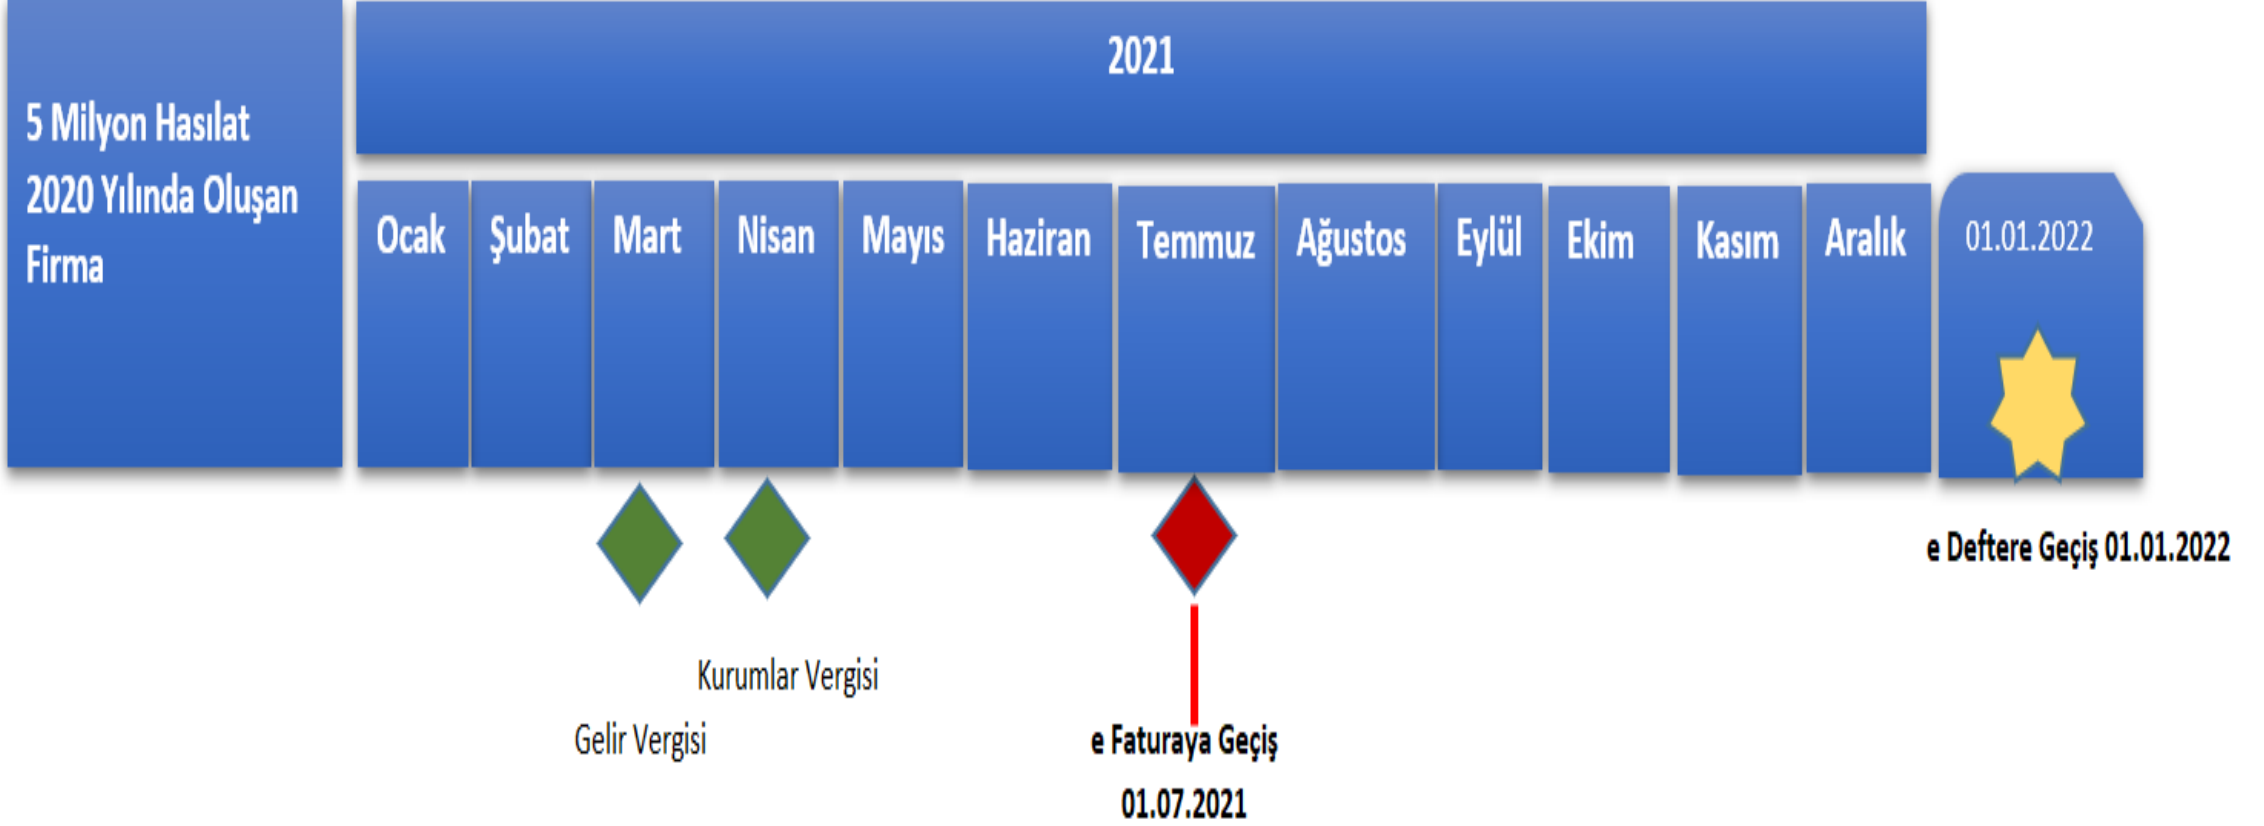 2021
5 Milyon Hasılat
2020 Yılında Oluşan
Firma
Ocak Şubat Mart Nisan Mayıs Haziran Temmuz Ağustos Eylül Ekim Kasım Aralık 01.01.2022
e Deftere Geçiş 01.01.2022
Kurumlar Vergisi
Gelir Vergisi
e Faturaya Geçiş
01.07.2021